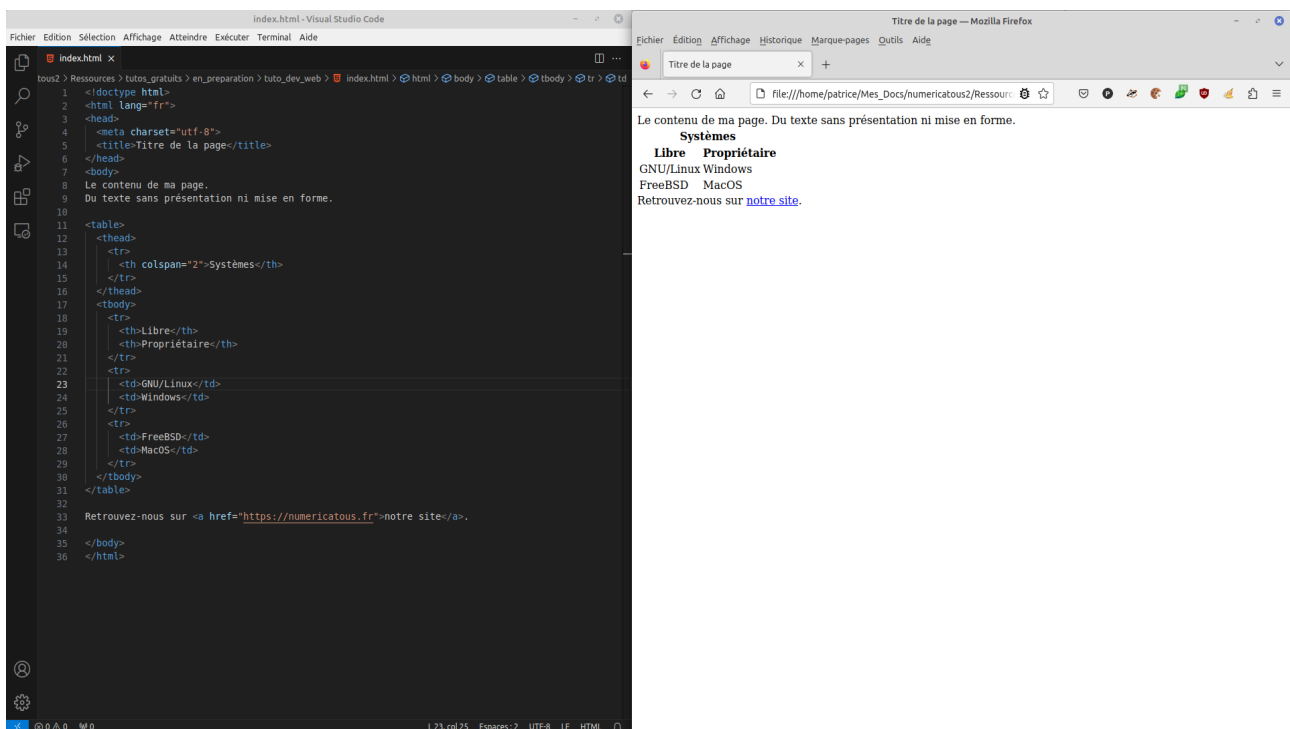 index.html - Visual Studio Code
Fichier Edition Sélection Affichage Atteindre Exécuter Terminal Aide
index.html
tous2 > Ressources > tutos_gratuits > en_preparation > tuto_dev_web > index.html > html > body > table > tbody > tr > td
1 <!doctype html>
2 <html lang="fr">
3 <head>
4 <meta charset="utf-8">
5 <title>Titre de la page</title>
6 </head>
7 <body>
8 Le contenu de ma page.
9 Du texte sans présentation ni mise en forme.
10
11 <table>
12 <thead>
13 <tr>
14 <th colspan="2">Systèmes</th>
15 </tr>
16 </thead>
17 <tbody>
18 <tr>
19 <th>Libre</th>
20 <th>Propriétaire</th>
21 </tr>
22 <tr>
23 <td>GNU/Linux</td>
24 <td>Windows</td>
25 </tr>
26 <tr>
27 <td>FreeBSD</td>
28 <td>MacOS</td>
29 </tr>
30 </tbody>
31 </table>
32
33 Retrouvez-nous sur <a href="https://numericatous.fr">notre site</a>.
34
35 </body>
36 </html>
0 0 0
L 23, col 25 Espaces : 2 UTF-8 LF HTML
Titre de la page — Mozilla Firefox
Fichier Édition Affichage Historique Marque-pages Outils Aide
Titre de la page
file:///home/patrice/Mes_Docs/numericatous2/Ressourc
Le contenu de ma page. Du texte sans présentation ni mise en forme.
Systèmes
Libre Propriétaire
GNU/Linux Windows
FreeBSD MacOS
Retrouvez-nous sur notre site.